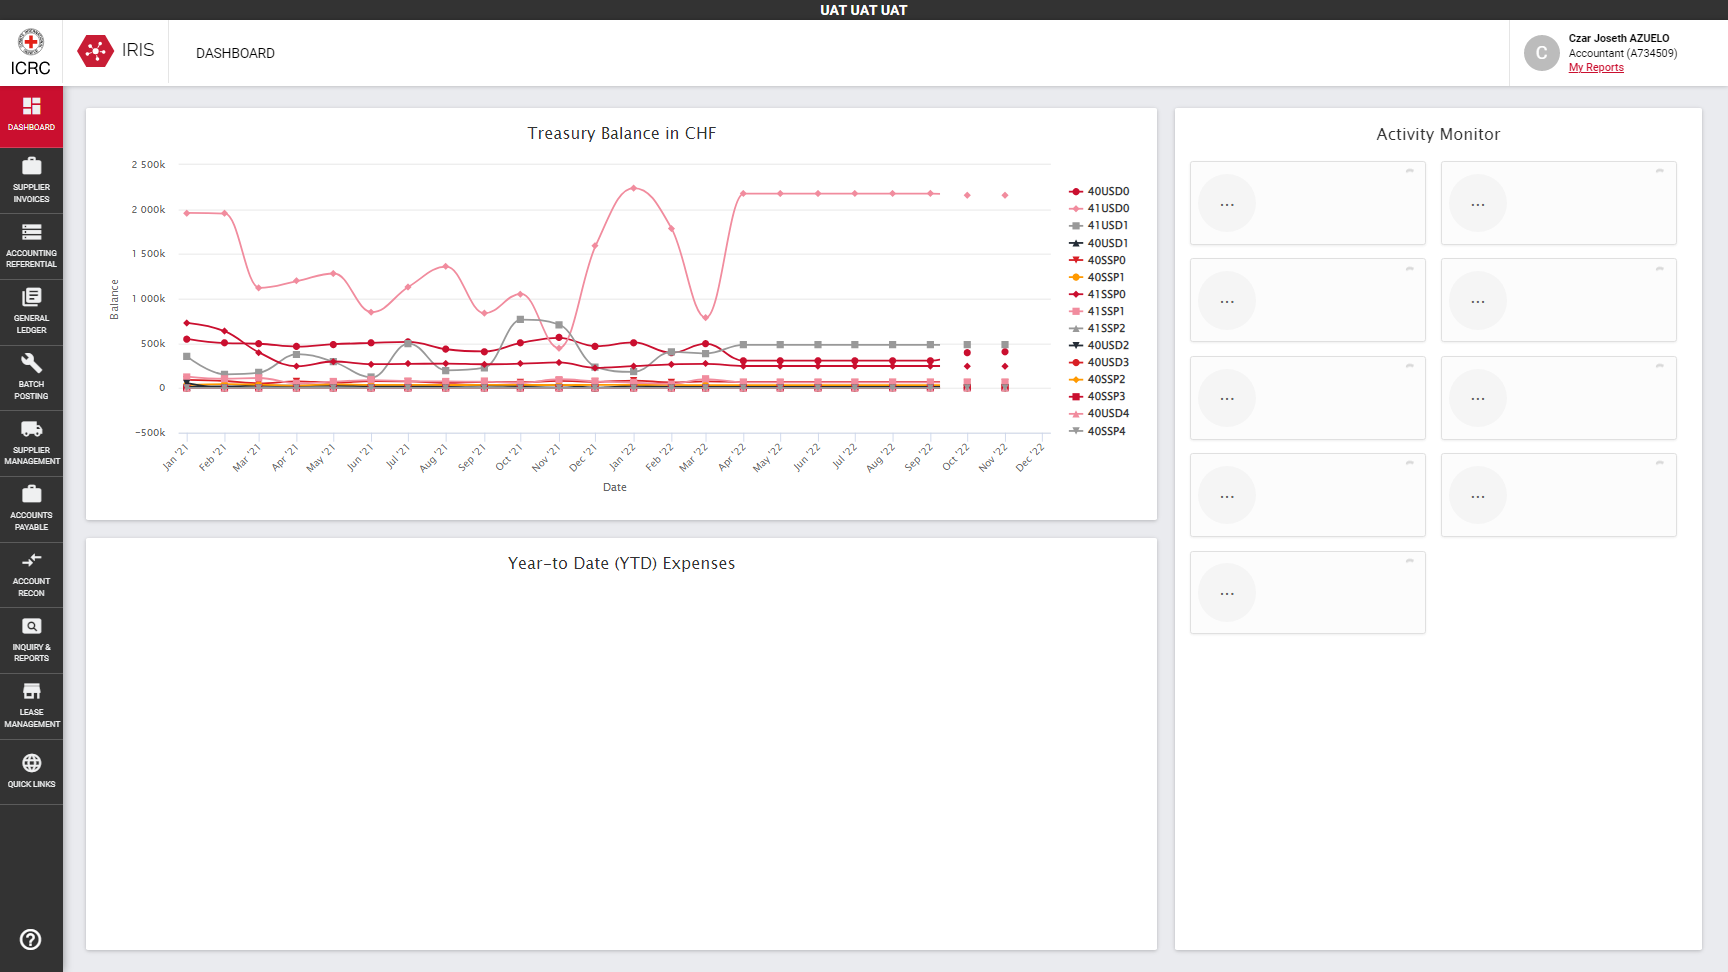 UAT UAT UAT
ICRC
IRIS
DASHBOARD
Czar Joseth AZUELO
Accountant (A734509)
My Reports
C
DASHBOARD
SUPPLIER
INVOICES
ACCOUNTING
REFERENTIAL
GENERAL
LEDGER
BATCH
POSTING
SUPPLIER
MANAGEMENT
ACCOUNTS
PAYABLE
ACCOUNT
RECON
INQUIRY &
REPORTS
LEASE
MANAGEMENT
QUICK LINKS
Treasury Balance in CHF
2 500k
2 000k
1 500k
1 000k
500k
0
-500k
Balance
Jan '21
Feb '21
Mar '21
Apr '21
May '21
Jun '21
Jul '21
Aug '21
Sep '21
Oct '21
Nov '21
Dec '21
Jan '22
Feb '22
Mar '22
Apr '22
May '22
Jun '22
Jul '22
Aug '22
Sep '22
Oct '22
Nov '22
Dec '22
Date
40USD0
41USD0
41USD1
40USD1
40SSP0
40SSP1
41SSP0
41SSP1
41SSP2
40USD2
40USD3
40SSP2
40SSP3
40USD4
40SSP4
Year-to Date (YTD) Expenses
Activity Monitor
...
...
...
...
...
...
...
...
...